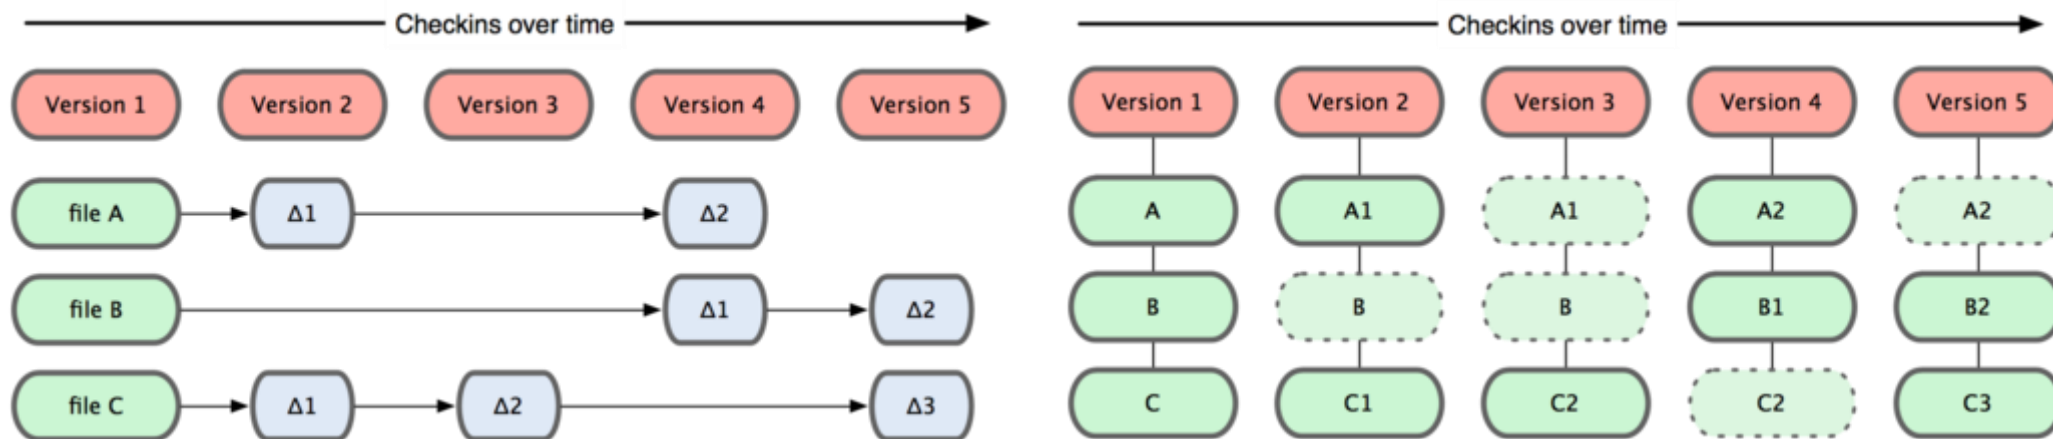 Checkins over time
Version 1 Version 2 Version 3 Version 4 Version 5
file A Δ1 Δ2
file B Δ1 Δ2
file C Δ1 Δ2 Δ3
Checkins over time
Version 1 Version 2 Version 3 Version 4 Version 5
A A1 A1 A2 A2
B B B B1 B2
C C1 C2 C2 C3